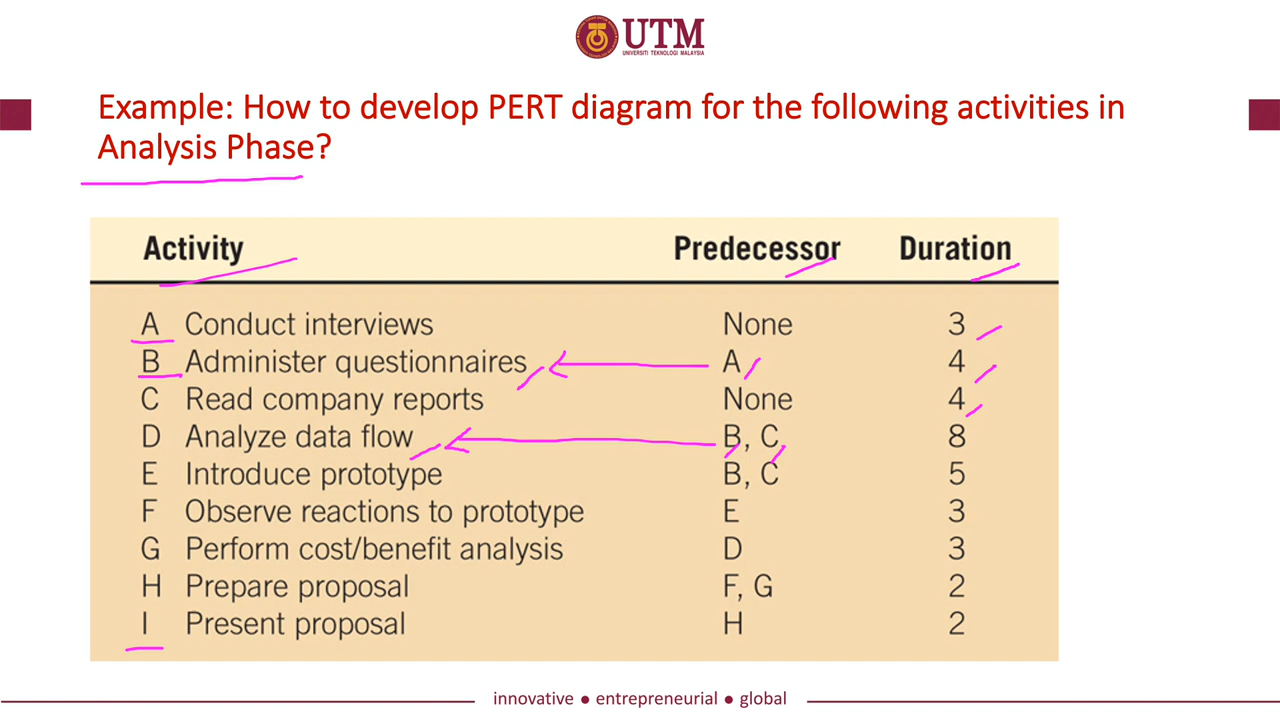 UTM
UNIVERSITI TEKNOLOGI MALAYSIA
Example: How to develop PERT diagram for the following activities in
Analysis Phase?
Activity Predecessor Duration
A Conduct interviews None 3
B Administer questionnaires A 4
C Read company reports None 4
D Analyze data flow B, C 8
E Introduce prototype B, C 5
F Observe reactions to prototype E 3
G Perform cost/benefit analysis D 3
H Prepare proposal F, G 2
I Present proposal H 2
innovative ● entrepreneurial ● global